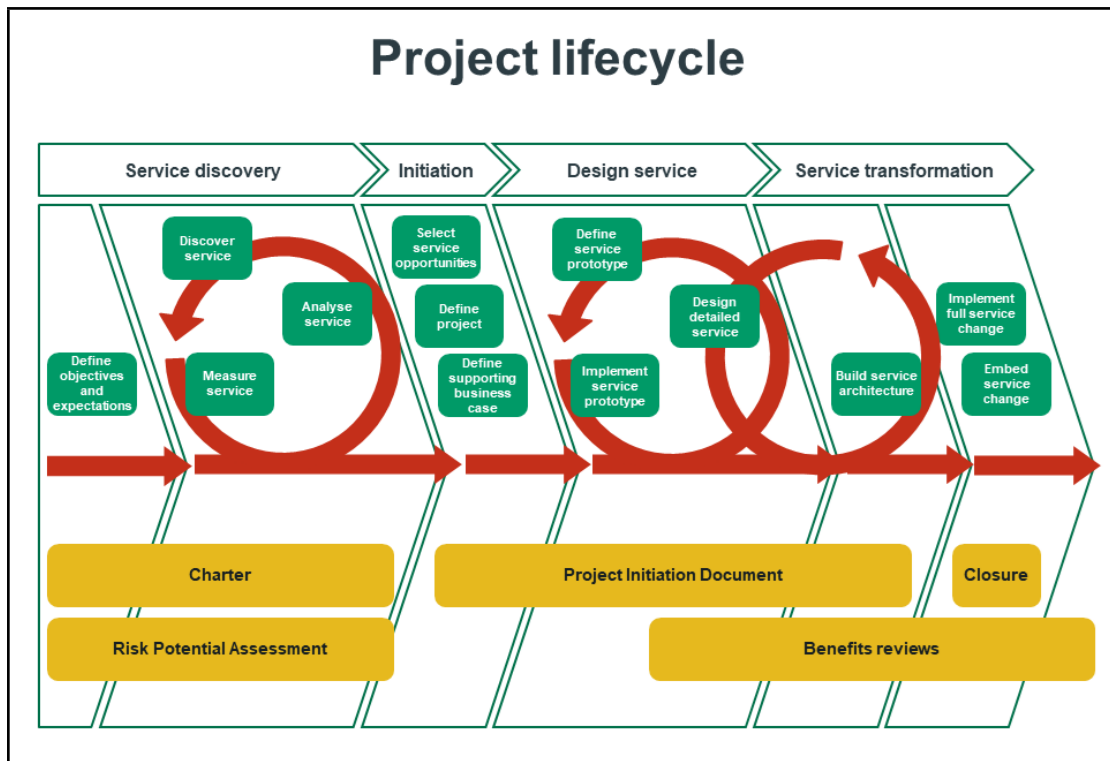 Project lifecycle
Service discovery
Initiation
Design service
Service transformation
Define
objectives
and
expectations
Discover
service
Analyse
service
Measure
service
Select
service
opportunities
Define
project
Define
supporting
business
case
Define
service
prototype
Design
detailed
service
Implement
service
prototype
Build service
architecture
Implement
full service
change
Embed
service
change
Charter
Project Initiation Document
Closure
Risk Potential Assessment
Benefits reviews